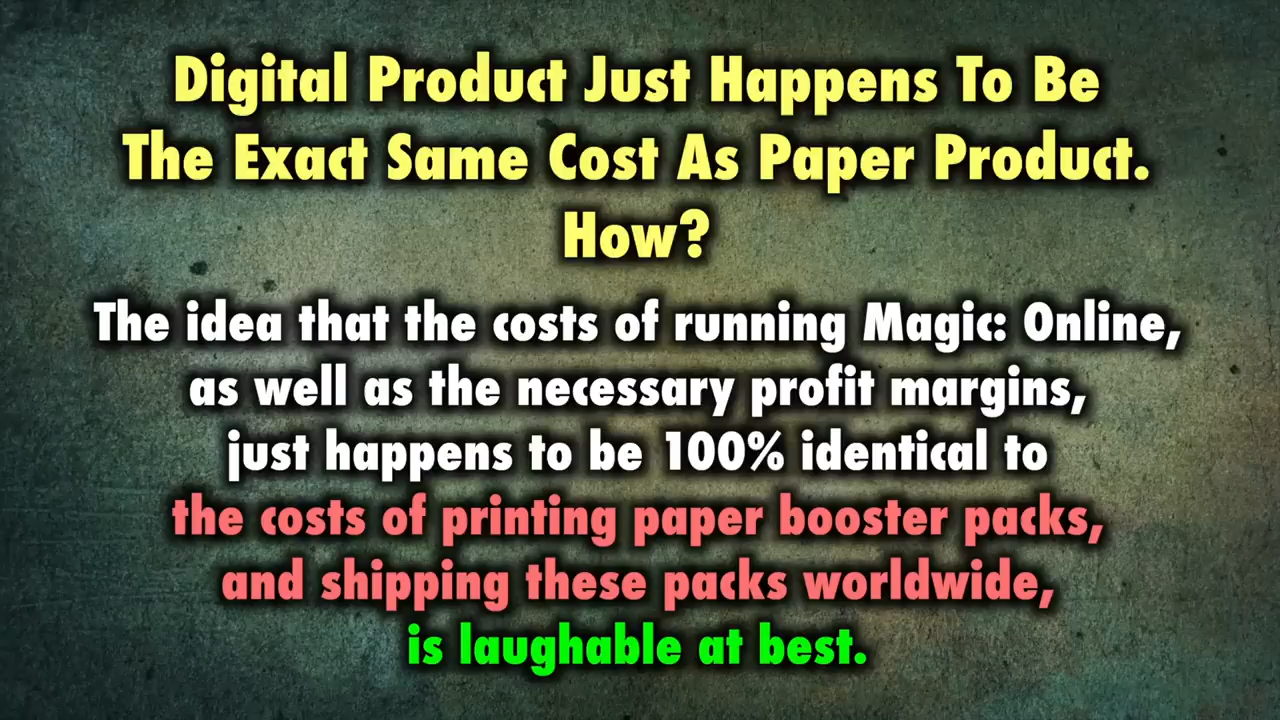 Digital Product Just Happens To Be
The Exact Same Cost As Paper Product.
How?
The idea that the costs of running Magic: Online,
as well as the necessary profit margins,
just happens to be 100% identical to
the costs of printing paper booster packs,
and shipping these packs worldwide,
is laughable at best.